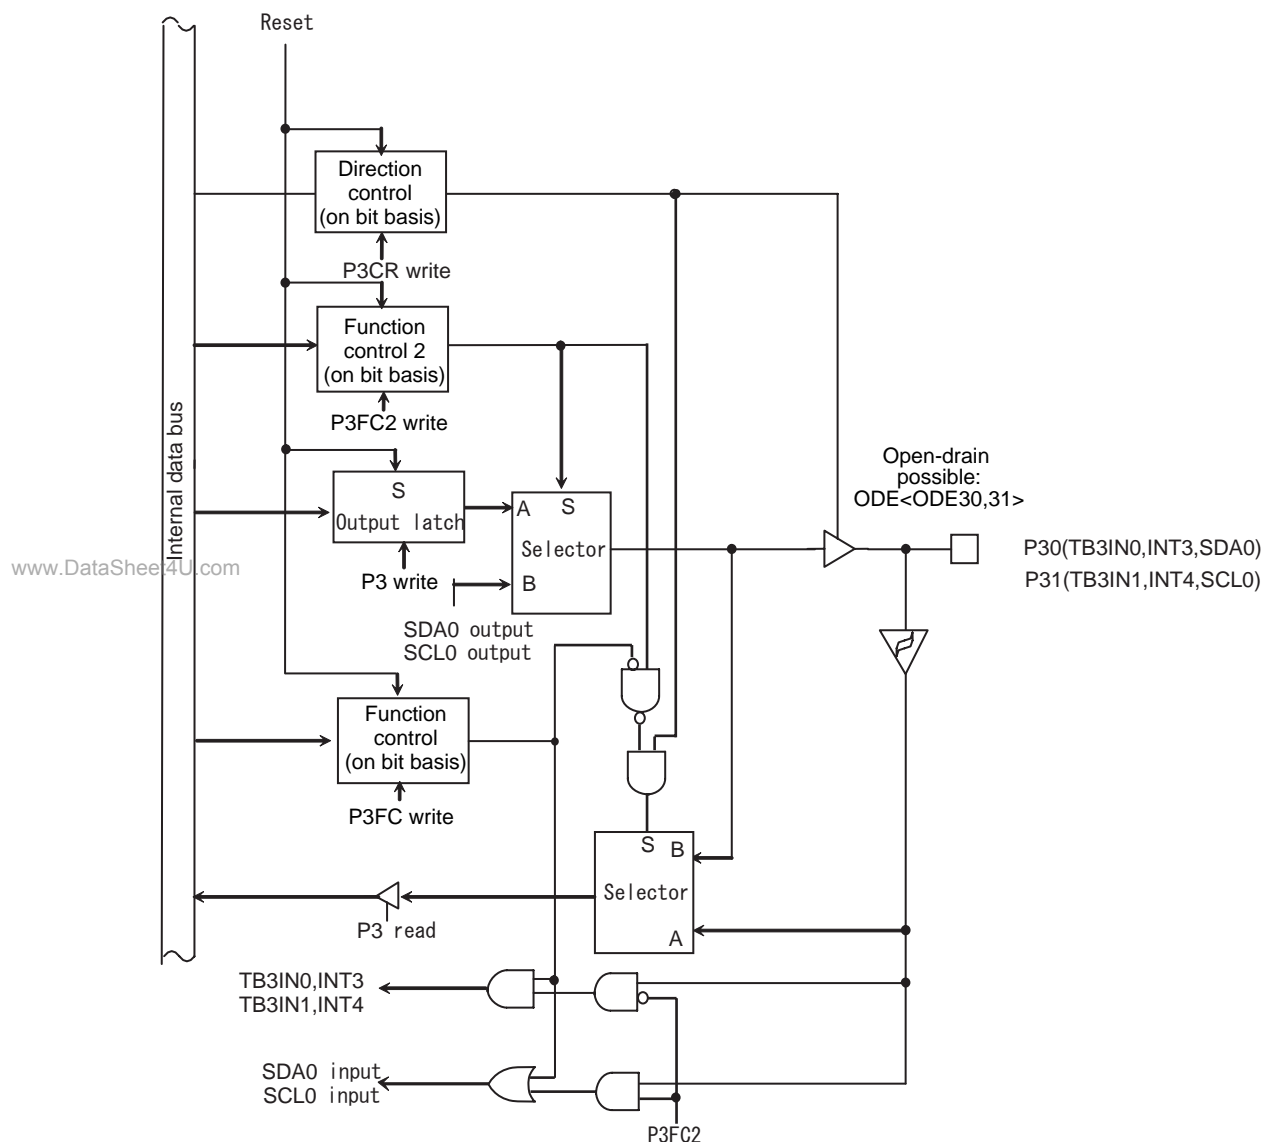 Reset
Direction
control
(on bit basis)
P3CR write
Function
control 2
(on bit basis)
P3FC2 write
Internal data bus
S
Output latch
P3 write
A
S
Selector
B
SDA0 output
SCL0 output
Open-drain
possible:
ODE<ODE30,31>
P30(TB3IN0,INT3,SDA0)
P31(TB3IN1,INT4,SCL0)
www.DataSheet4U.com
Function
control
(on bit basis)
P3FC write
S
B
Selector
A
P3 read
TB3IN0,INT3
TB3IN1,INT4
SDA0 input
SCL0 input
P3FC2